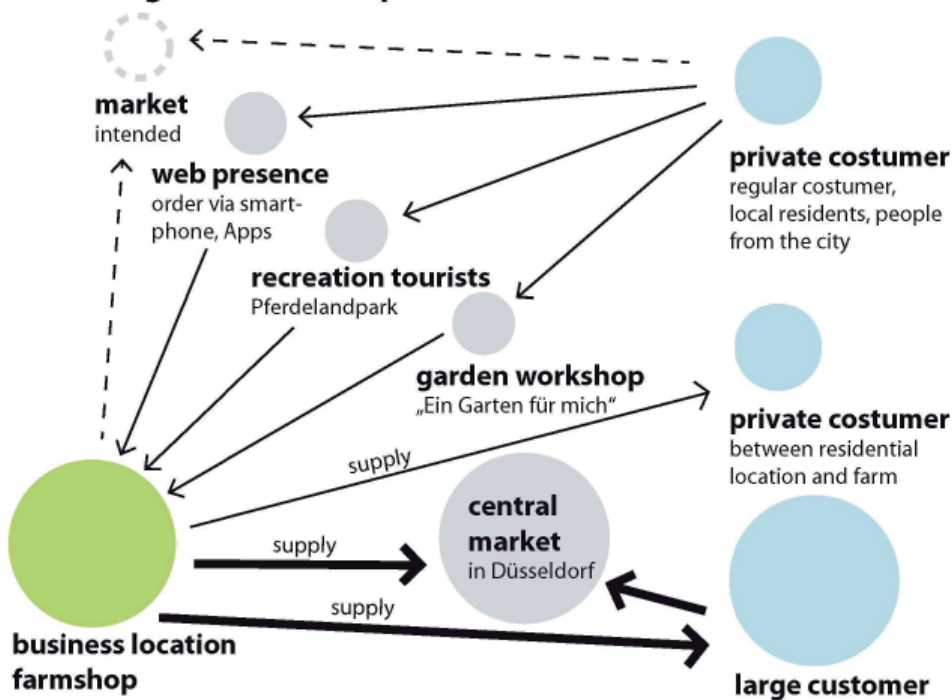 market
intended
web presence
order via smart-
phone, Apps
recreation tourists
Pferdelandpark
garden workshop
„Ein Garten für mich“
private costumer
regular costumer,
local residents, people
from the city
private costumer
between residential
location and farm
supply
central
market
in Düsseldorf
supply
supply
business location
farmshop
large customer